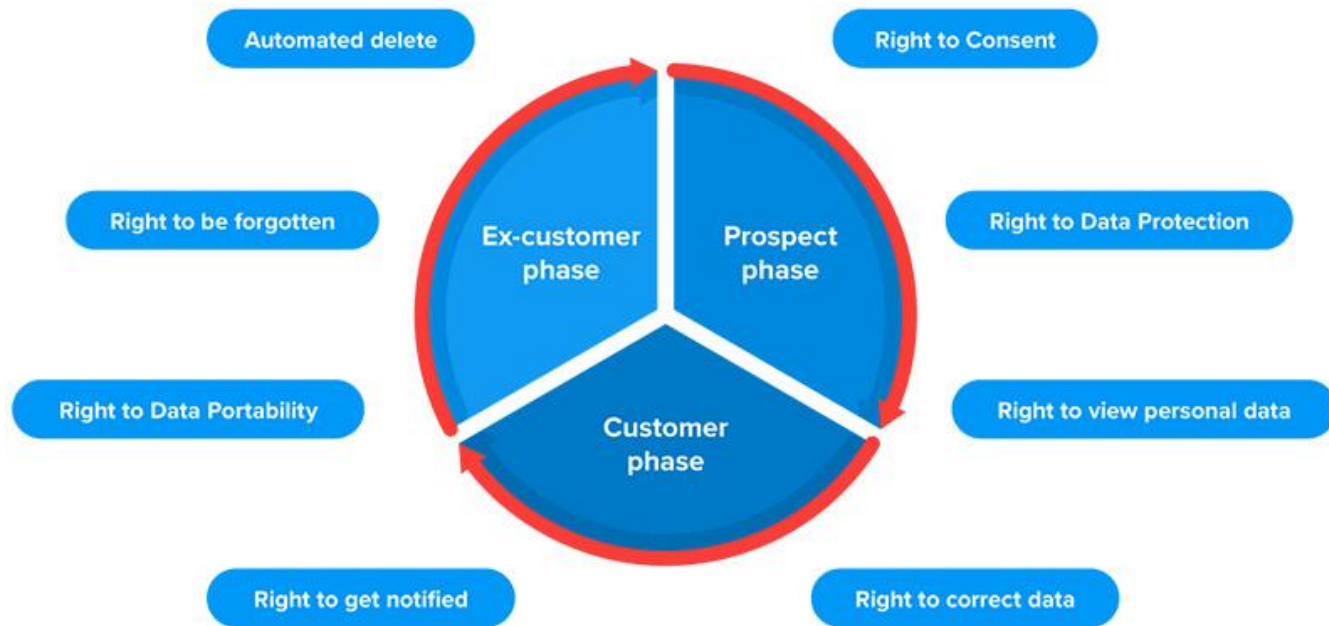 Automated delete
Right to Consent
Right to be forgotten
Right to Data Protection
Ex-customer
phase
Prospect
phase
Right to Data Portability
Right to view personal data
Customer
phase
Right to get notified
Right to correct data